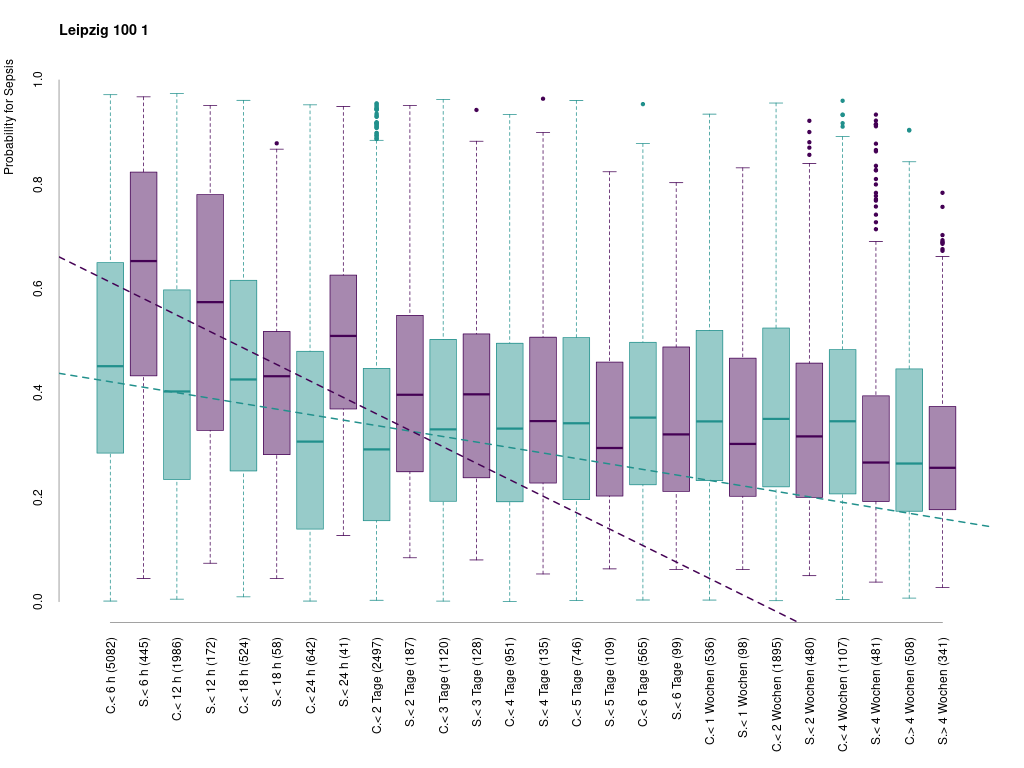 Leipzig 100 1
Probability for Sepsis
1.0
0.8
0.6
0.4
0.2
0.0
C.< 6 h (5082)
S.< 6 h (445)
C.< 12 h (1986)
S.< 12 h (172)
C.< 18 h (524)
S.< 18 h (58)
C.< 24 h (642)
S.< 24 h (41)
C.< 2 Tage (2497)
S.< 2 Tage (187)
C.< 3 Tage (1120)
S.< 3 Tage (128)
C.< 4 Tage (951)
S.< 4 Tage (135)
C.< 5 Tage (746)
S.< 5 Tage (109)
C.< 6 Tage (565)
S.< 6 Tage (99)
C.< 1 Wochen (536)
S.< 1 Wochen (98)
C.< 2 Wochen (1895)
S.< 2 Wochen (480)
C.< 4 Wochen (1107)
S.< 4 Wochen (481)
C.> 4 Wochen (508)
S.> 4 Wochen (341)